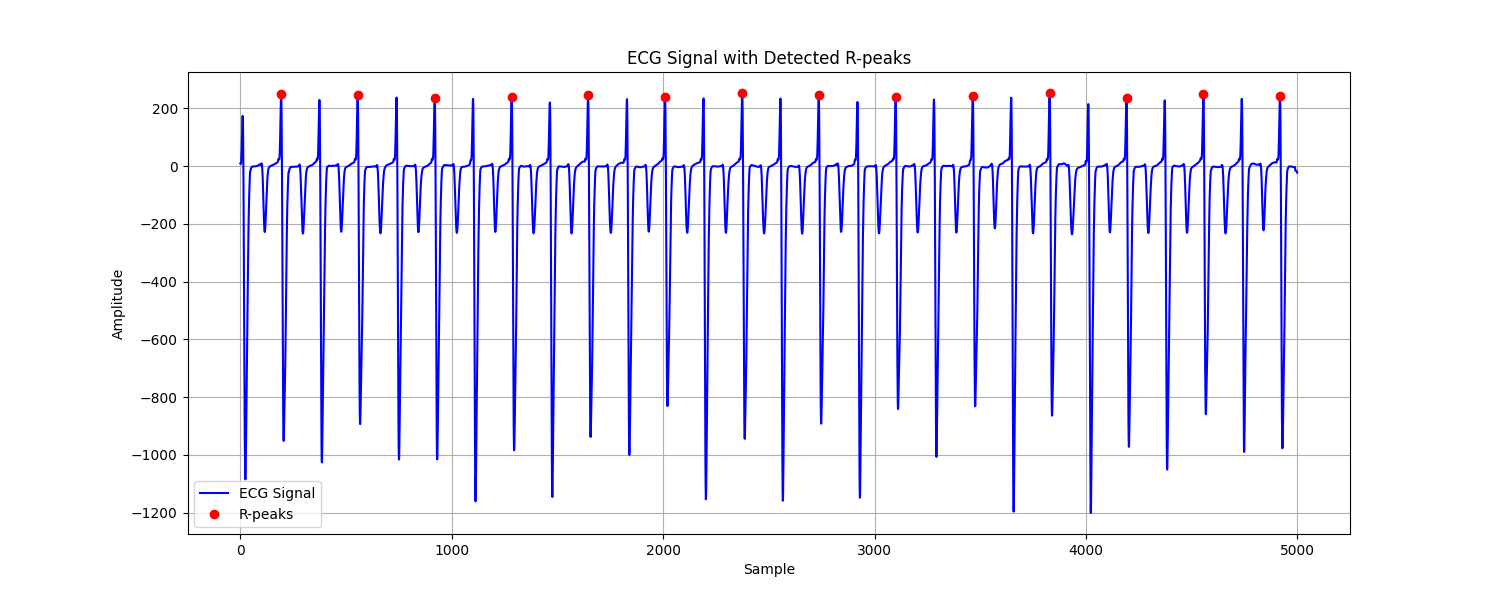 ECG Signal with Detected R-peaks
200
0
−200
−400
−600
−800
−1000
−1200
Amplitude
ECG Signal
R-peaks
0
1000
2000
3000
4000
5000
Sample